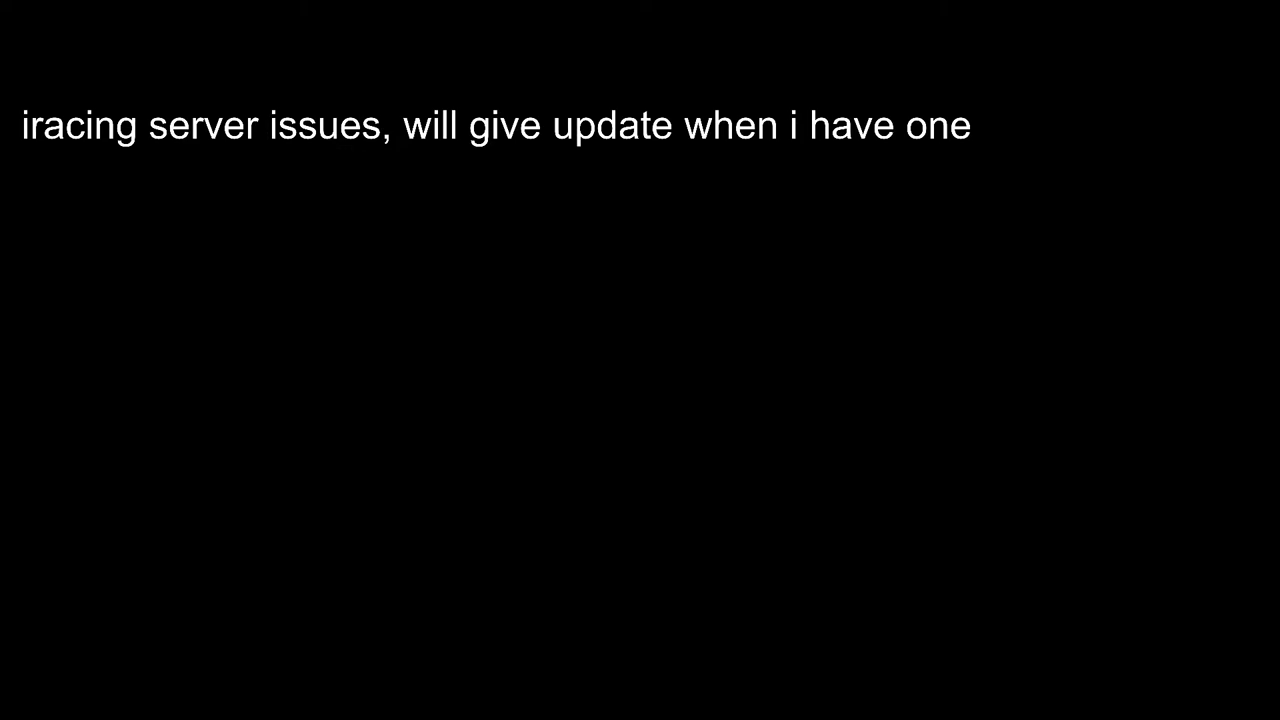 iracing server issues, will give update when i have one